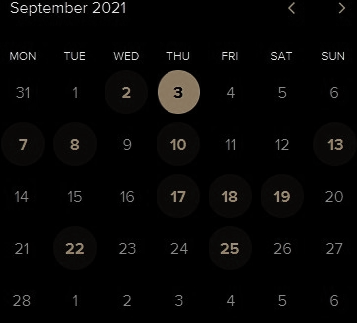 September 2021 < >
MON TUE WED THU FRI SAT SUN
31 1 2 3 4 5 6
7 8 9 10 11 12 13
14 15 16 17 18 19 20
21 22 23 24 25 26 27
28 1 2 3 4 5 6